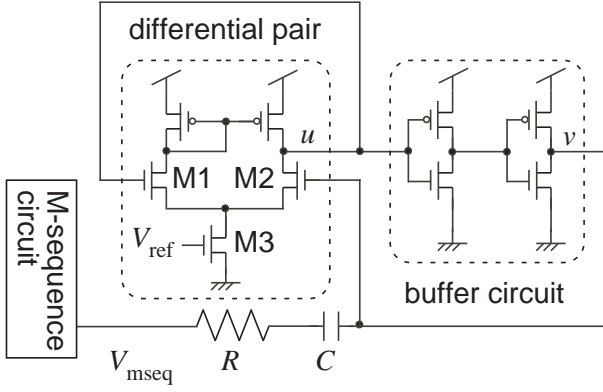 differential pair
u
v
M1
M2
M-sequence
circuit
Vref
M3
buffer circuit
Vmseq
R
C